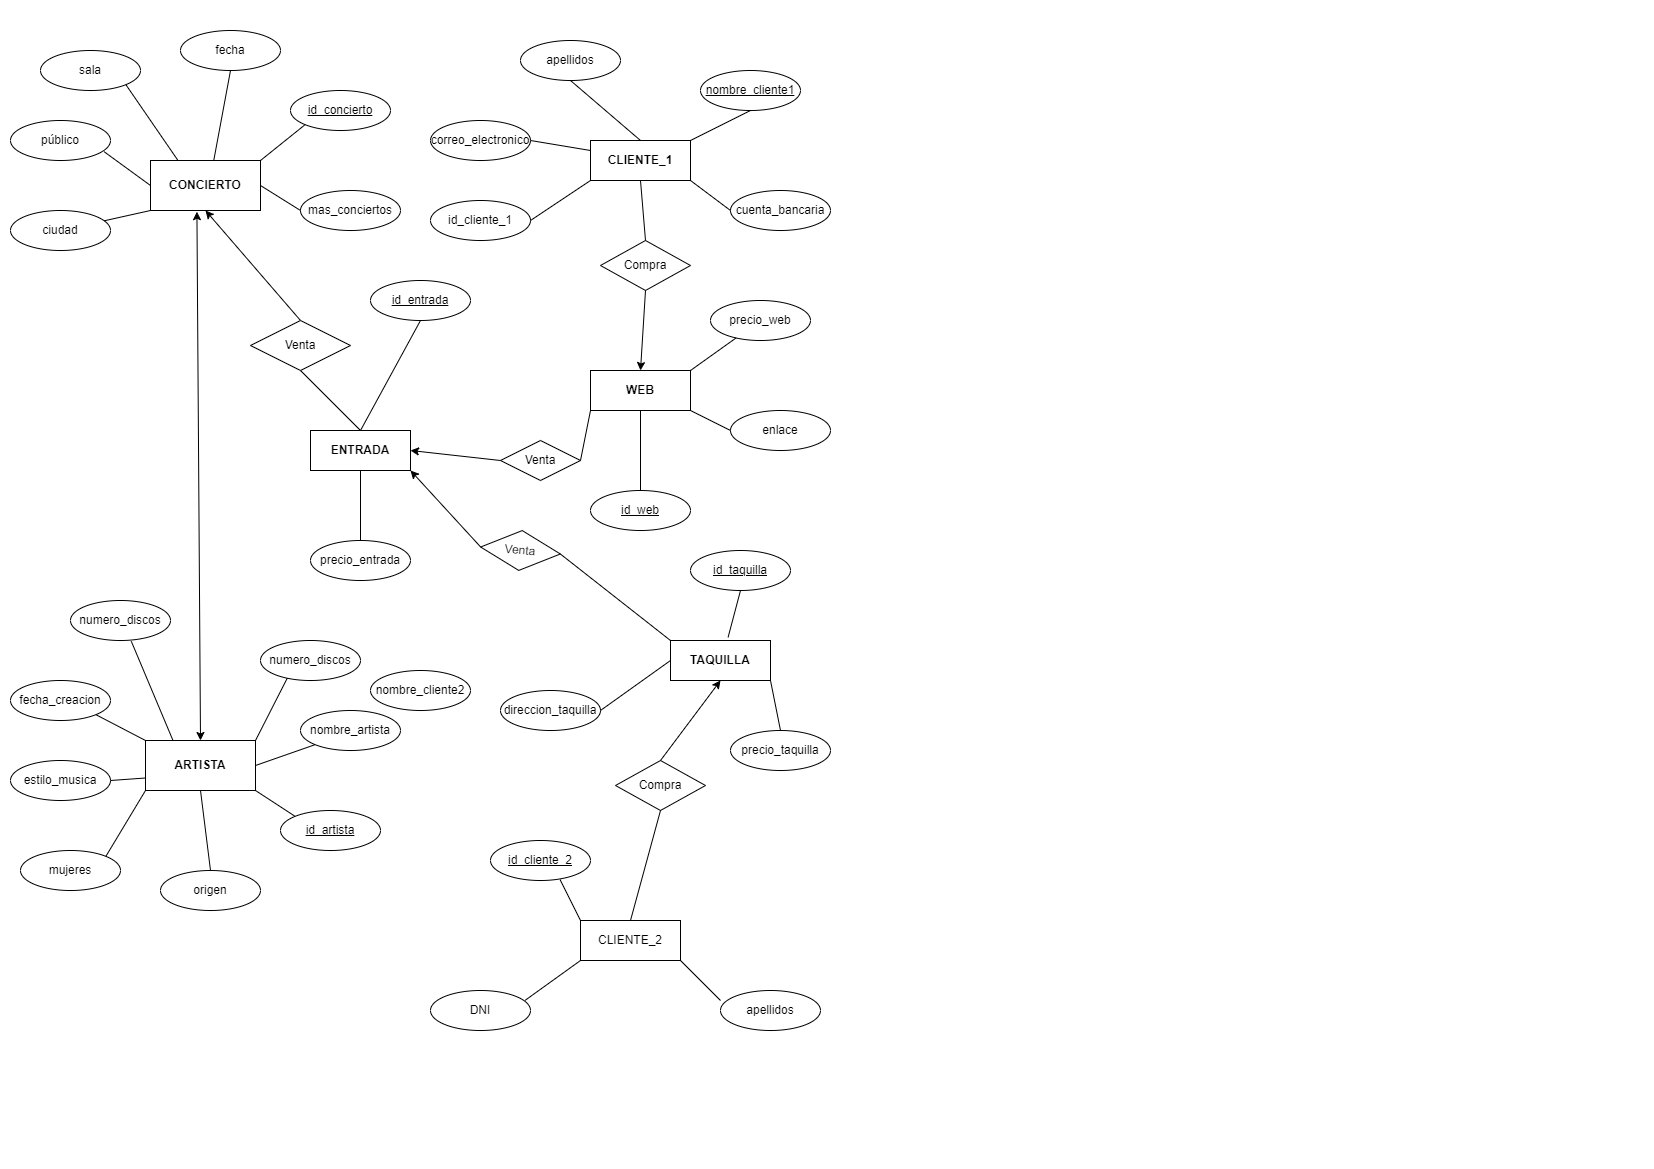 fecha
sala
apellidos
nombre_cliente1
id_concierto
público
correo_electronico
CLIENTE_1
CONCIERTO
mas_conciertos
cuenta_bancaria
id_cliente_1
ciudad
Compra
id_entrada
precio_web
Venta
WEB
enlace
ENTRADA
Venta
id_web
Venta
precio_entrada
id_taquilla
numero_discos
numero_discos
TAQUILLA
nombre_cliente2
fecha_creacion
direccion_taquilla
nombre_artista
precio_taquilla
ARTISTA
estilo_musica
Compra
id_artista
id_cliente_2
mujeres
origen
CLIENTE_2
DNI
apellidos